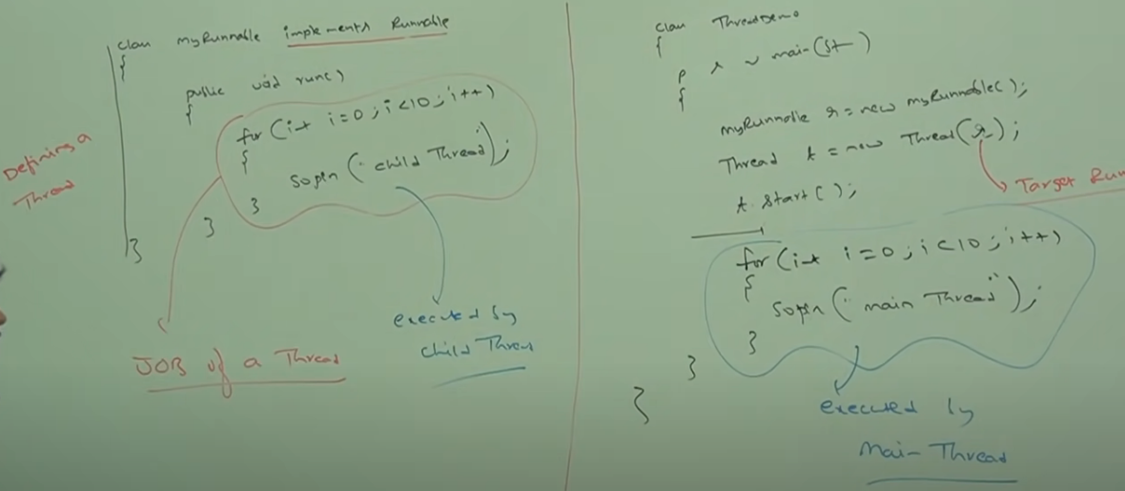 class myRunnable implements Runnable
{
public void run()
{
for (int i=0 ; i<10 ; i++)
{
sopln ("child Thread");
}
}
}
Defining a
Thread
JOB of a Thread
executed by
child Thread
class ThreadDemo
{
p s v main(St—)
{
myRunnable r = new myRunnable();
Thread t = new Thread(r);
t.start();
Target Run
for (int i=0 ; i<10 ; i++)
{
sopln ("main Thread");
}
}
}
executed by
Main Thread